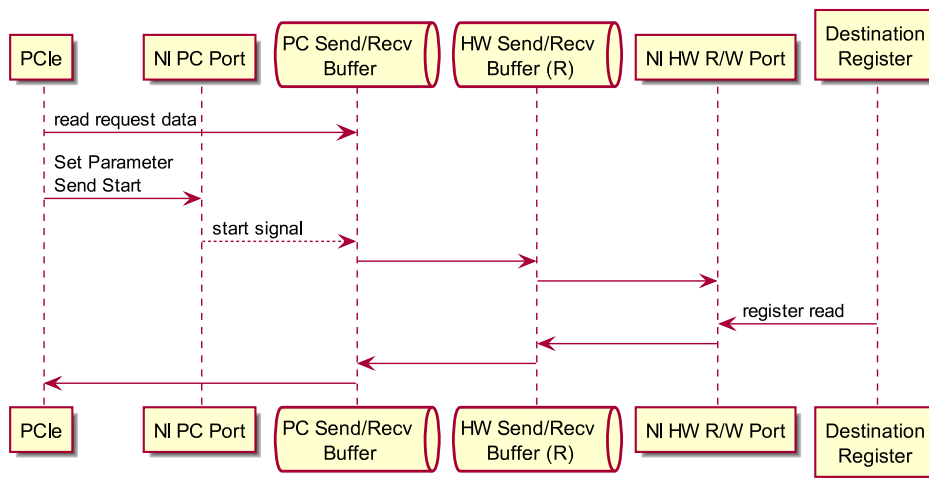 PCIe
NI PC Port
PC Send/Recv
Buffer
HW Send/Recv
Buffer (R)
NI HW R/W Port
Destination
Register
read request data
Set Parameter
Send Start
start signal
register read
PCIe
NI PC Port
PC Send/Recv
Buffer
HW Send/Recv
Buffer (R)
NI HW R/W Port
Destination
Register